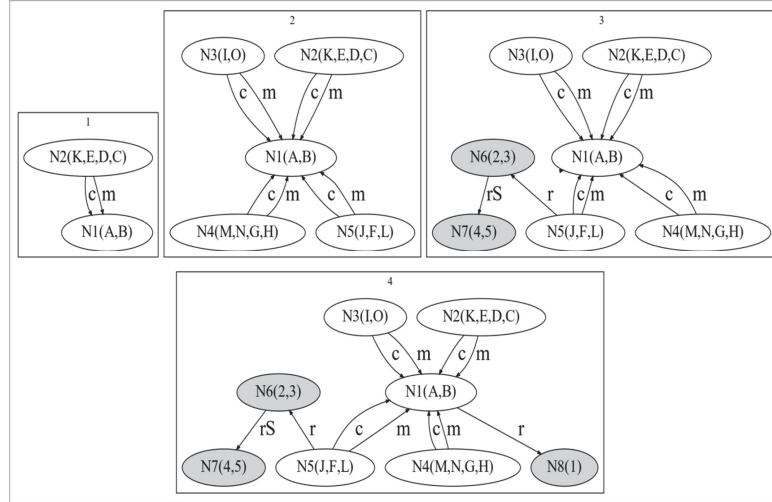 1
N2(K,E,D,C)
c m
N1(A,B)
2
N3(I,O) N2(K,E,D,C)
c m c m
N1(A,B)
c m c m
N4(M,N,G,H) N5(J,F,L)
3
N3(I,O) N2(K,E,D,C)
c m c m
N6(2,3) N1(A,B)
rS r c m c m
N7(4,5) N5(J,F,L) N4(M,N,G,H)
4
N3(I,O) N2(K,E,D,C)
c m c m
N6(2,3) N1(A,B)
rS r c m c m r
N7(4,5) N5(J,F,L) N4(M,N,G,H) N8(1)